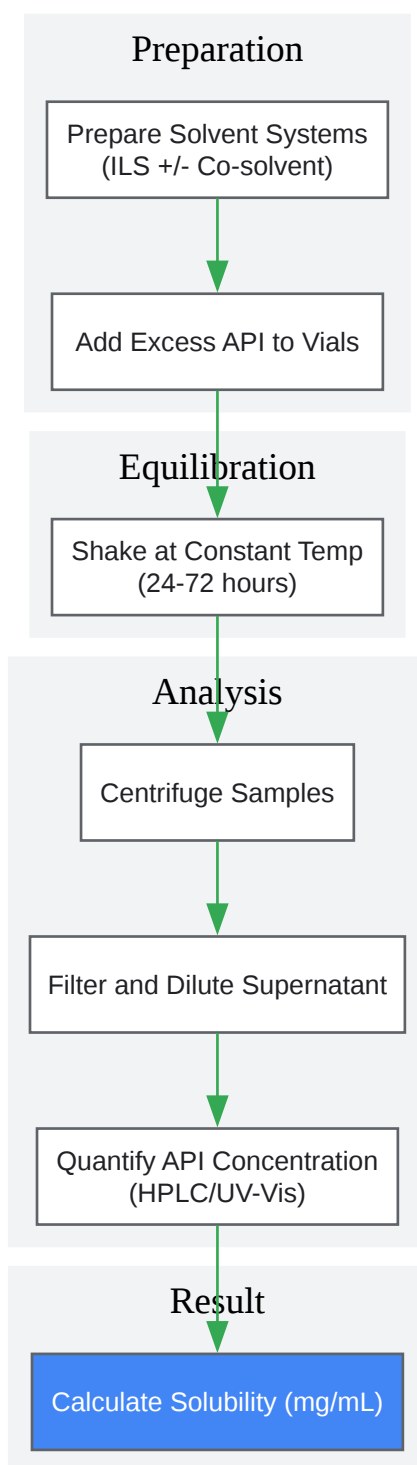 Preparation
Prepare Solvent Systems
(ILS +/- Co-solvent)
Add Excess API to Vials
Equilibration
Shake at Constant Temp
(24-72 hours)
Analysis
Centrifuge Samples
Filter and Dilute Supernatant
Quantify API Concentration
(HPLC/UV-Vis)
Result
Calculate Solubility (mg/mL)